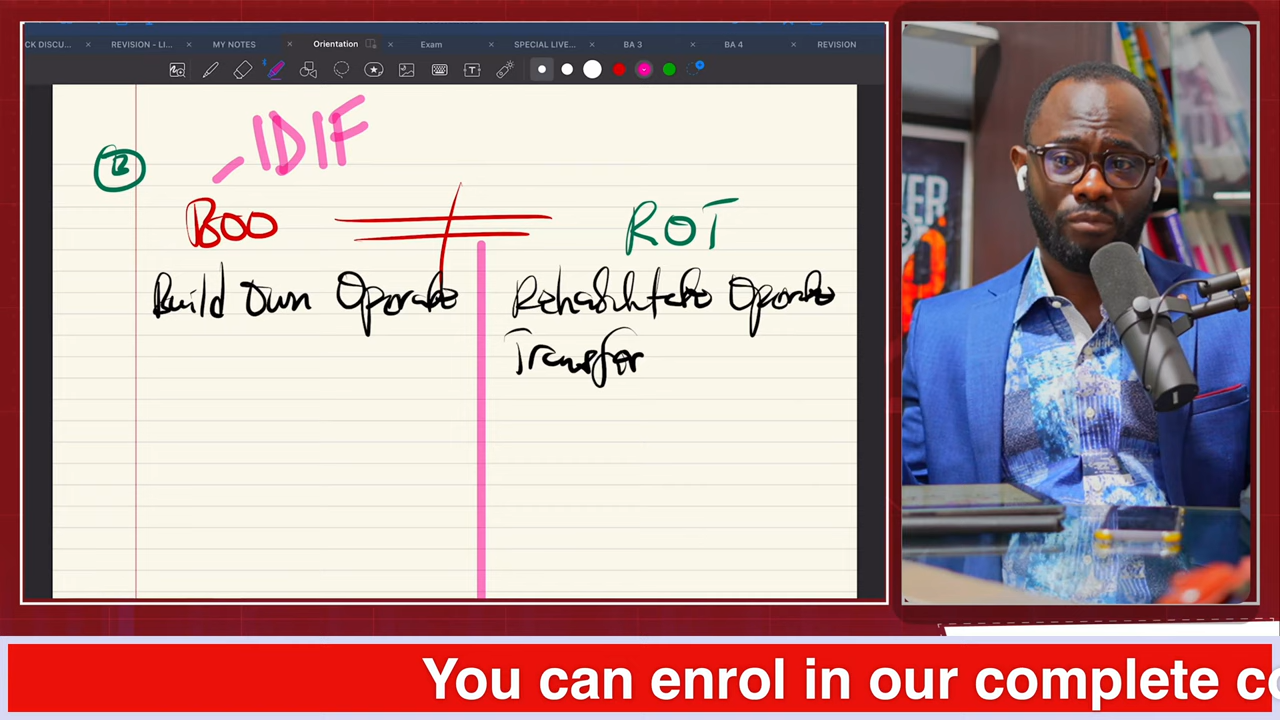 CK DISCU... REVISION - LI... MY NOTES Orientation Exam SPECIAL LIVE... BA 3 BA 4 REVISION
- IDIF
B
BOO ROT
Build Own Operate Rehabilitate Operate
Transfer
VER
You can enrol in our complete co